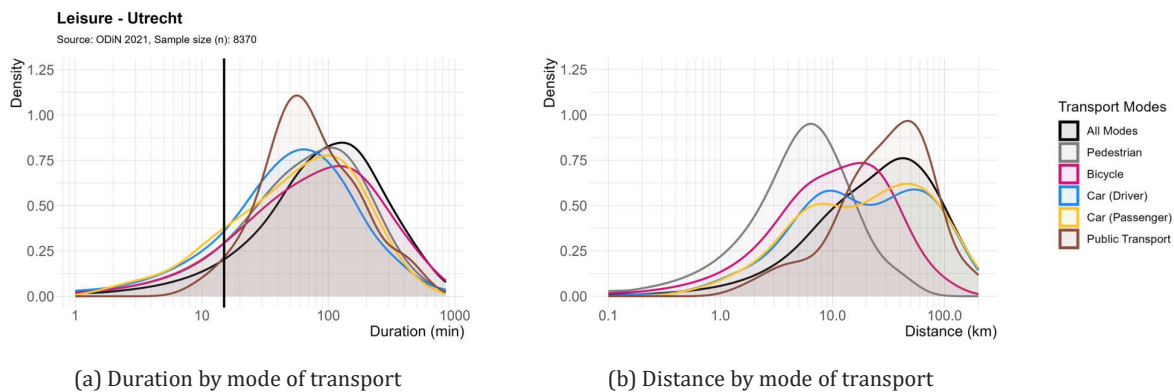 Leisure - Utrecht
Source: ODiN 2021, Sample size (n): 8370
Density
1.25
1.00
0.75
0.50
0.25
0.00
1
10
100
1000
Duration (min)
(a) Duration by mode of transport
Density
1.25
1.00
0.75
0.50
0.25
0.00
0.1
1.0
10.0
100.0
Distance (km)
(b) Distance by mode of transport
Transport Modes
All Modes
Pedestrian
Bicycle
Car (Driver)
Car (Passenger)
Public Transport